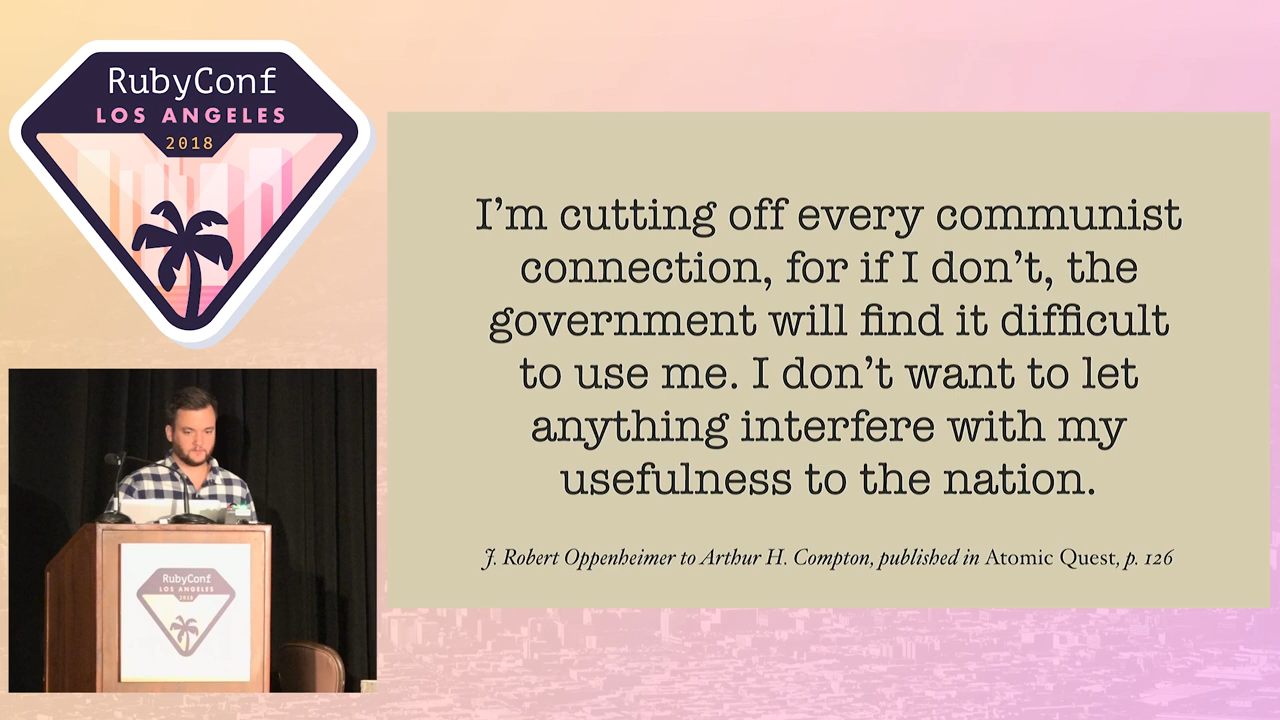 RubyConf
LOS ANGELES
2018
I'm cutting off every communist
connection, for if I don't, the
government will find it difficult
to use me. I don't want to let
anything interfere with my
usefulness to the nation.
J. Robert Oppenheimer to Arthur H. Compton, published in Atomic Quest, p. 126
RubyConf
LOS ANGELES
2018